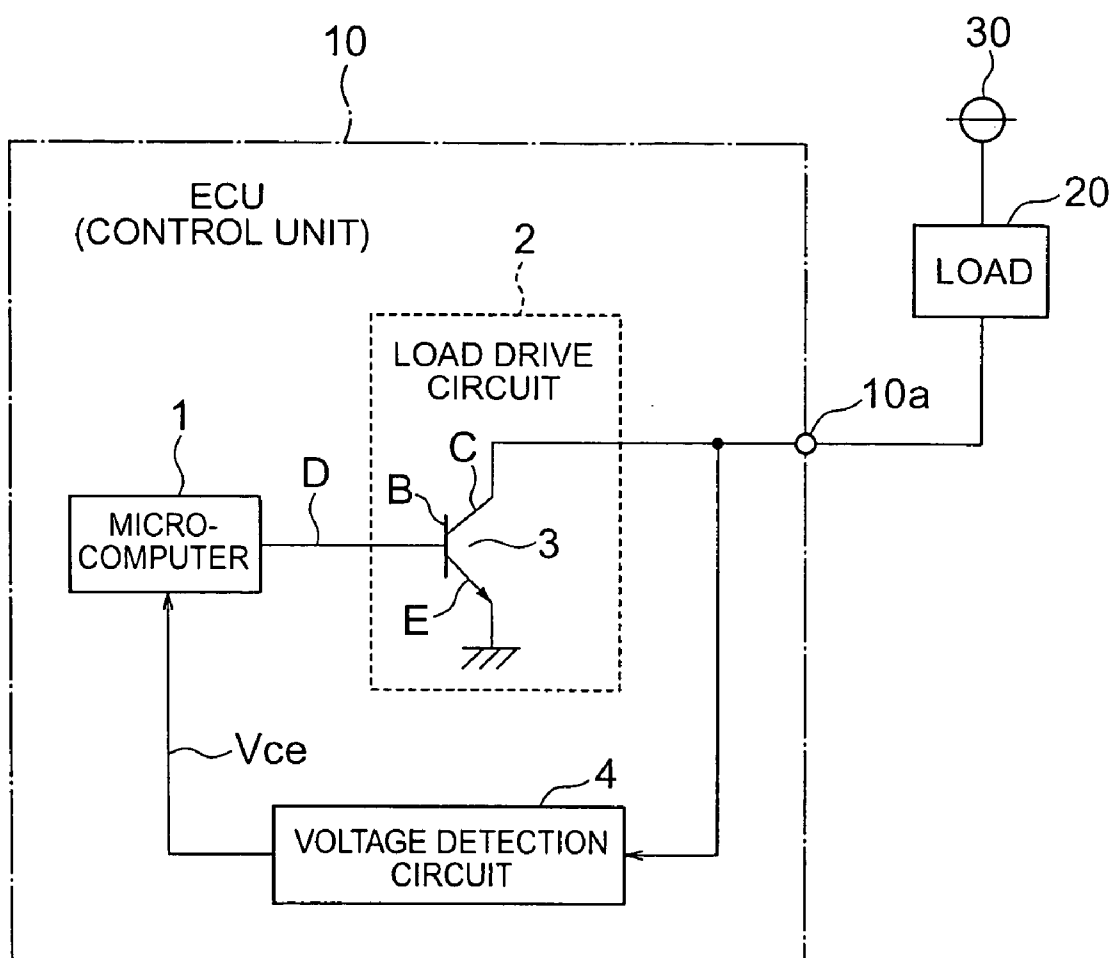 10
30
ECU
(CONTROL UNIT)
20
LOAD
2
LOAD DRIVE
CIRCUIT
10a
1
D
B
C
3
E
MICRO-
COMPUTER
Vce
4
VOLTAGE DETECTION
CIRCUIT